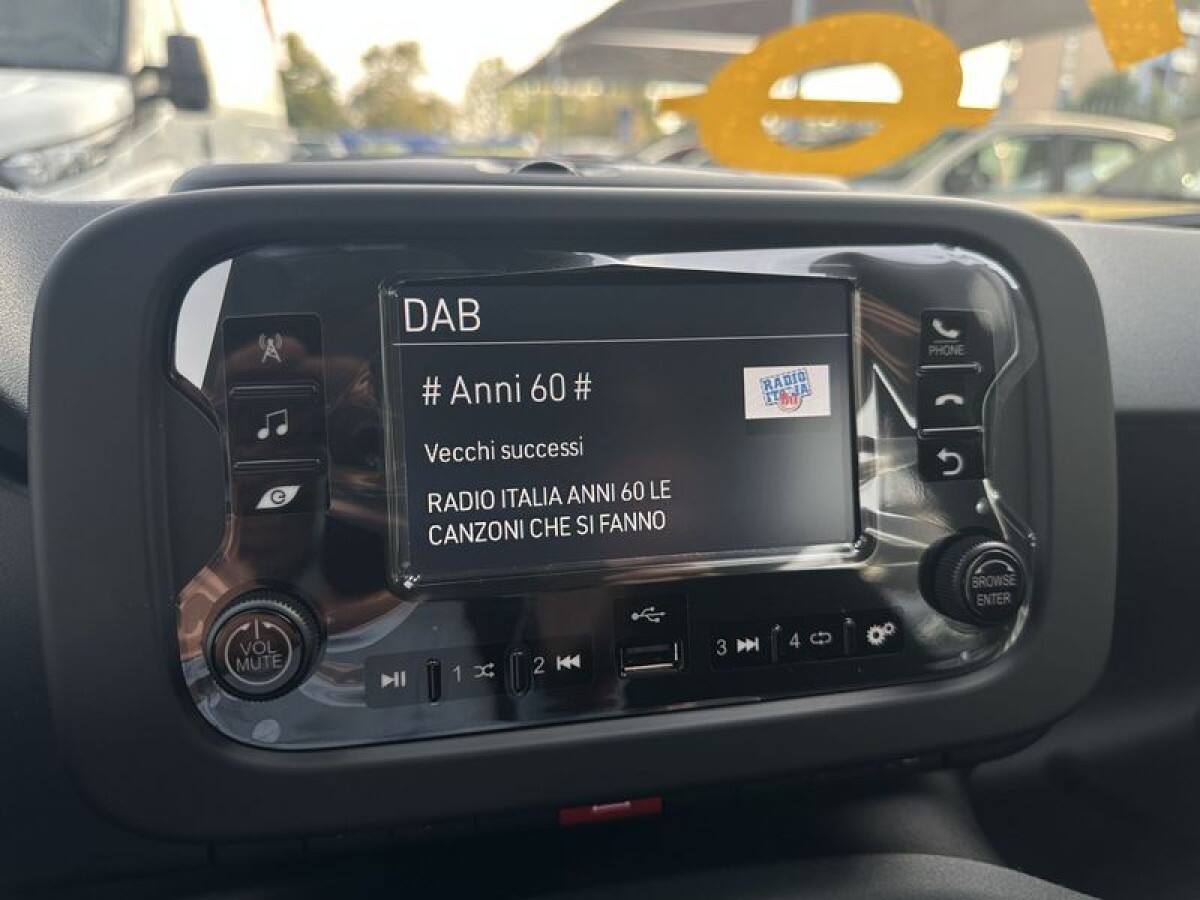 DAB
# Anni 60 #
RADIO
ITALIA
60
Vecchi successi
RADIO ITALIA ANNI 60 LE
CANZONI CHE SI FANNO
PHONE
BROWSE
ENTER
VOL
MUTE
1
2
3
4